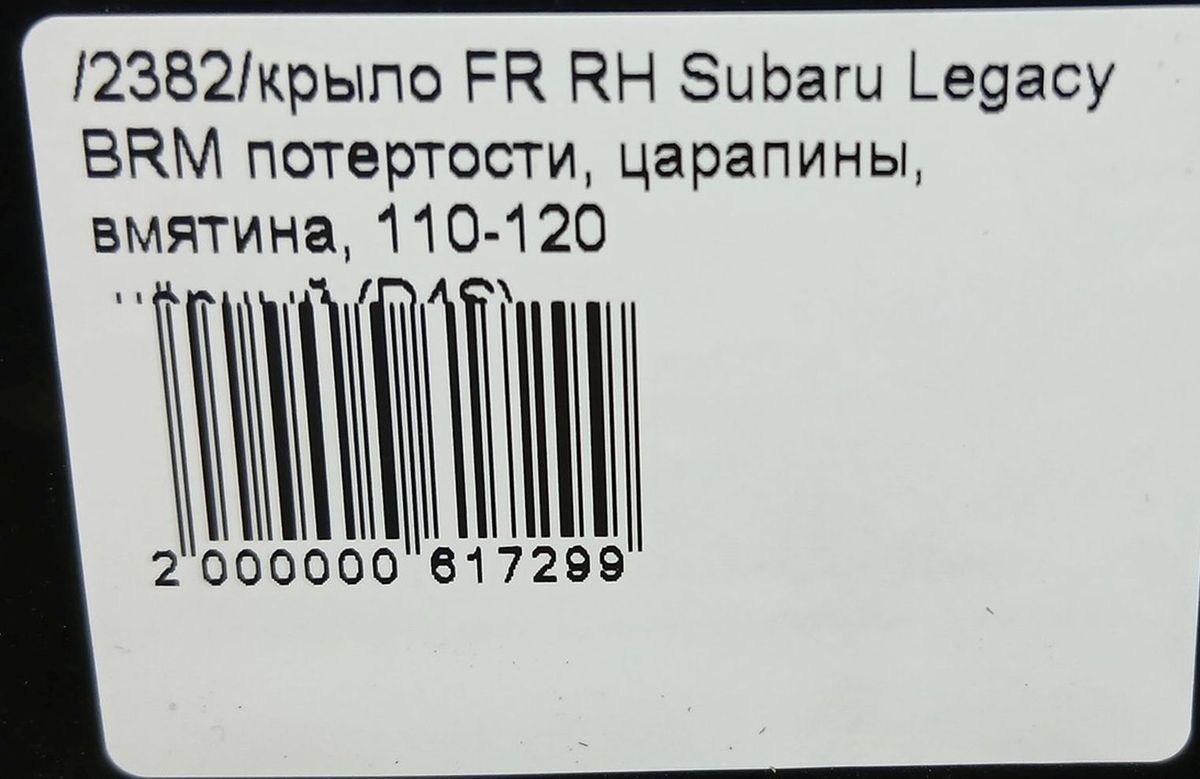 /2382/крыло FR RH Subaru Legacy
BRM потертости, царапины,
вмятина, 110-120
2 000000 617299